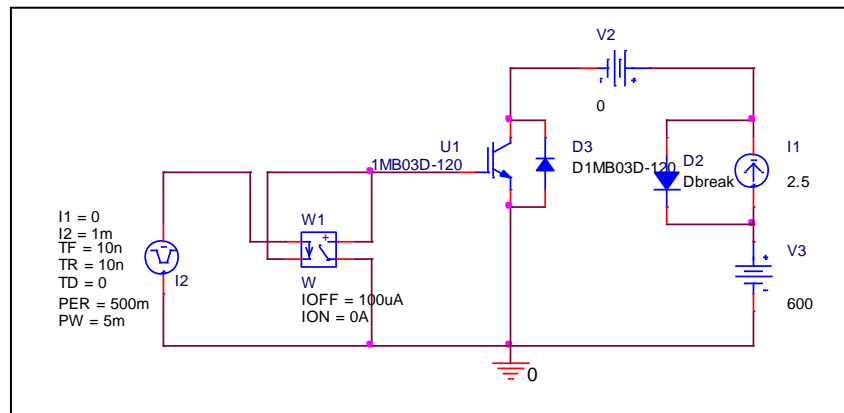 V2
0
U1
1MB03D-120
D3
D1MB03D-120
D2
Dbreak
I1
2.5
W1
W
IOFF = 100uA
ION = 0A
I1 = 0
I2 = 1m
TF = 10n
TR = 10n
TD = 0
PER = 500m
PW = 5m
I2
V3
600
0